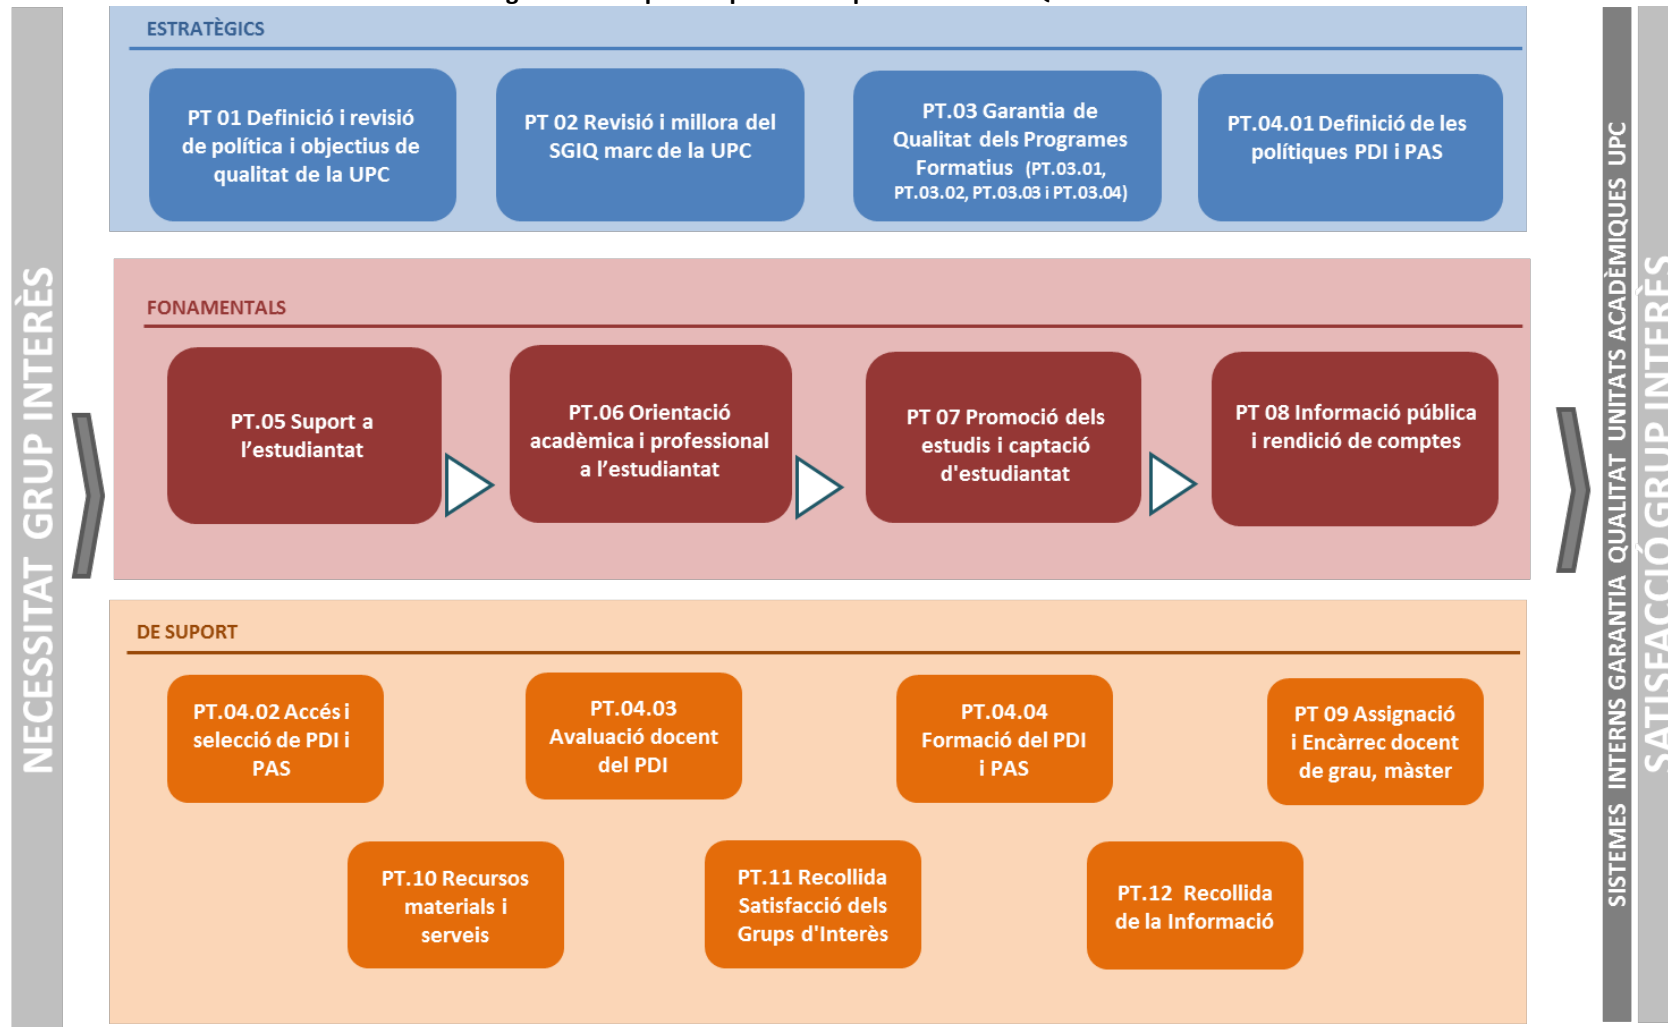 ESTRATÈGICS
PT 01 Definició i revisió
de política i objectius de
qualitat de la UPC
PT 02 Revisió i millora del
SGIQ marc de la UPC
PT.03 Garantia de
Qualitat dels Programes
Formatius (PT.03.01,
PT.03.02, PT.03.03 i PT.03.04)
PT.04.01 Definició de les
polítiques PDI i PAS
NECESSITAT GRUP INTERÈS
FONAMENTALS
PT.05 Suport a
l’estudiantat
PT.06 Orientació
acadèmica i professional
a l’estudiantat
PT 07 Promoció dels
estudis i captació
d'estudiantat
PT 08 Informació pública
i rendició de comptes
DE SUPORT
PT.04.02 Accés i
selecció de PDI i
PAS
PT.04.03
Avaluació docent
del PDI
PT.04.04
Formació del PDI
i PAS
PT 09 Assignació
i Encàrrec docent
de grau, màster
PT.10 Recursos
materials i
serveis
PT.11 Recollida
Satisfacció dels
Grups d'Interès
PT.12 Recollida
de la Informació
SISTEMES INTERNS GARANTIA QUALITAT UNITATS ACADÈMIQUES UPC
SATISFACCIÓ GRUP INTERÈS